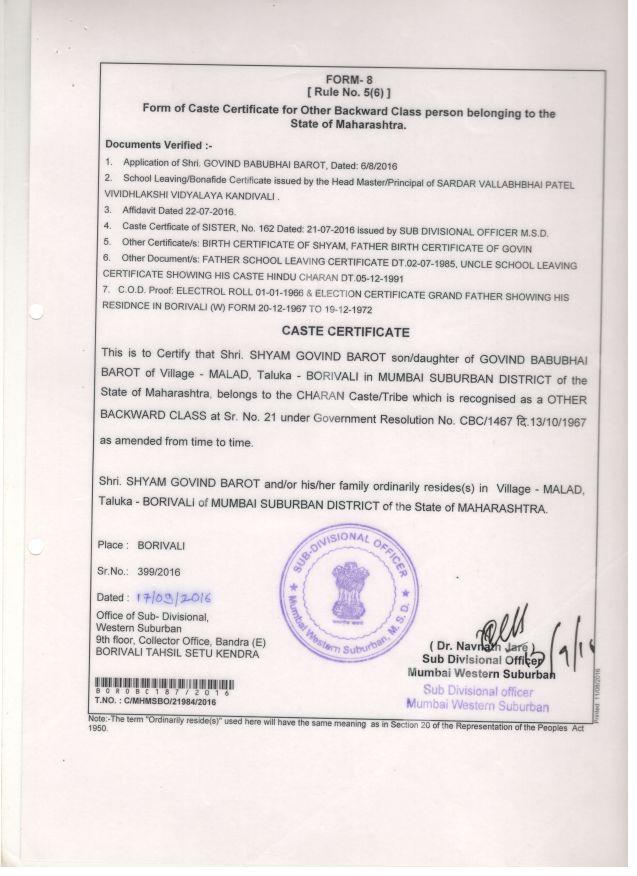 FORM- 8
[ Rule No. 5(6) ]
Form of Caste Certificate for Other Backward Class person belonging to the
State of Maharashtra.
Documents Verified :-
1. Application of Shri. GOVIND BABUBHAI BAROT, Dated: 6/8/2016
2. School Leaving/Bonafide Certificate issued by the Head Master/Principal of SARDAR VALLABHBHAI PATEL
VIVIDHLAKSHI VIDYALAYA KANDIVALI .
3. Affidavit Dated 22-07-2016.
4. Caste Certifcate of SISTER, No. 162 Dated: 21-07-2016 issued by SUB DIVISIONAL OFFICER M.S.D.
5. Other Certificate/s: BIRTH CERTIFICATE OF SHYAM, FATHER BIRTH CERTIFICATE OF GOVIN
6. Other Document/s: FATHER SCHOOL LEAVING CERTIFICATE DT.02-07-1985, UNCLE SCHOOL LEAVING
CERTIFICATE SHOWING HIS CASTE HINDU CHARAN DT.05-12-1991
7. C.O.D. Proof: ELECTROL ROLL 01-01-1966 & ELECTION CERTIFICATE GRAND FATHER SHOWING HIS
RESIDNCE IN BORIVALI (W) FORM 20-12-1967 TO 19-12-1972
CASTE CERTIFICATE
This is to Certify that Shri. SHYAM GOVIND BAROT son/daughter of GOVIND BABUBHAI
BAROT of Village - MALAD, Taluka - BORIVALI in MUMBAI SUBURBAN DISTRICT of the
State of Maharashtra, belongs to the CHARAN Caste/Tribe which is recognised as a OTHER
BACKWARD CLASS at Sr. No. 21 under Government Resolution No. CBC/1467 दि.13/10/1967
as amended from time to time.
Shri. SHYAM GOVIND BAROT and/or his/her family ordinarily resides(s) in Village - MALAD,
Taluka - BORIVALI of MUMBAI SUBURBAN DISTRICT of the State of MAHARASHTRA.
Place : BORIVALI
Sr.No.: 399/2016
Dated : 17/09/2016
Office of Sub- Divisional,
Western Suburban
9th floor, Collector Office, Bandra (E)
BORIVALI TAHSIL SETU KENDRA
SUB-DIVISIONAL OFFICER
Mumbai Western Suburban, M. S. D.
( Dr. Navnath Jare )
Sub Divisional Officer
Mumbai Western Suburban
Sub Divisional officer
Mumbai Western Suburban
BOROBC187/2016
T.NO. : C/MHMSBO/21984/2016
Printed 11/08/2016
Note:-The term "Ordinarily reside(s)" used here will have the same meaning as in Section 20 of the Representation of the Peoples Act
1950.